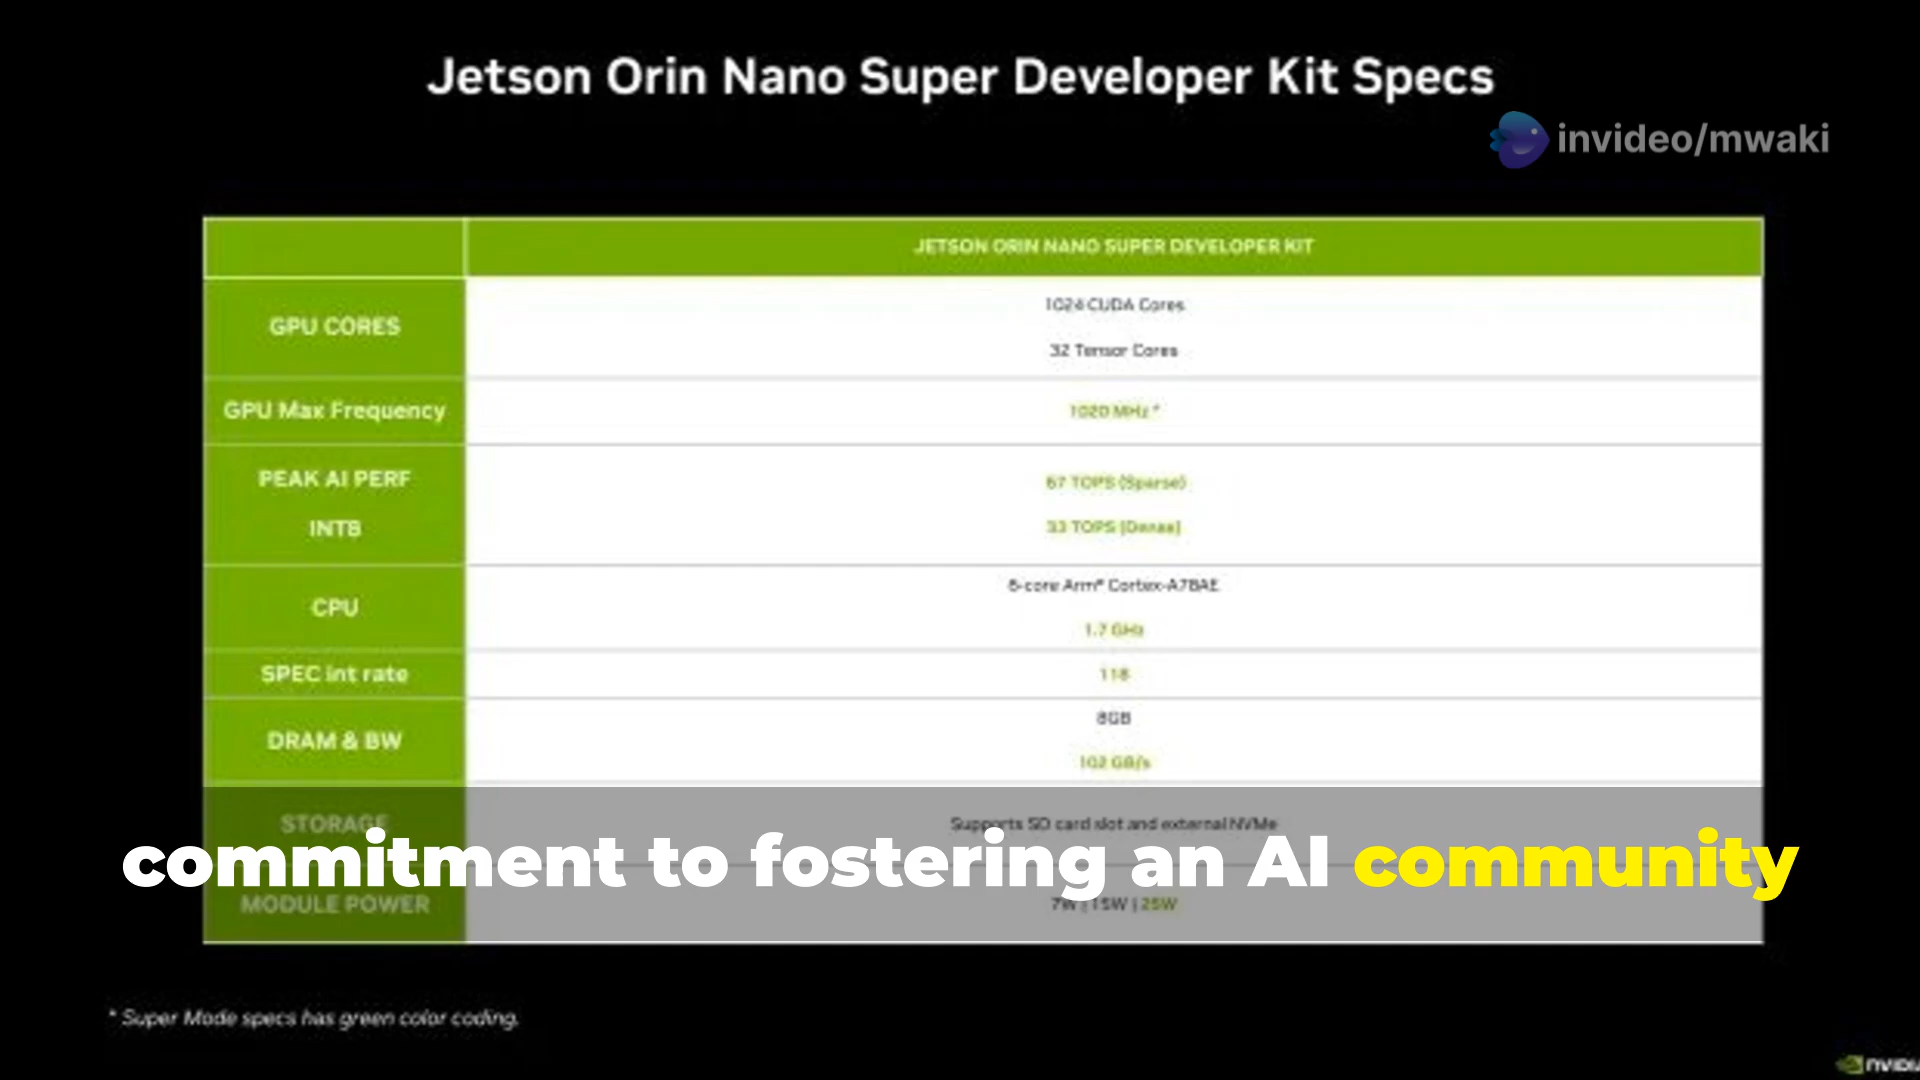 Jetson Orin Nano Super Developer Kit Specs
invideo/mwaki
JETSON ORIN NANO SUPER DEVELOPER KIT
GPU CORES
1024 CUDA Cores
32 Tensor Cores
GPU Max Frequency
1020 MHz *
PEAK AI PERF
INT8
67 TOPS (Sparse)
33 TOPS (Dense)
CPU
6-core Arm® Cortex-A78AE
1.7 GHz
SPEC int rate
118
DRAM & BW
8GB
102 GB/s
STORAGE
Supports SD card slot and external NVMe
commitment to fostering an AI community
MODULE POWER
7W | 15W | 25W
* Super Mode specs has green color coding.
NVIDIA